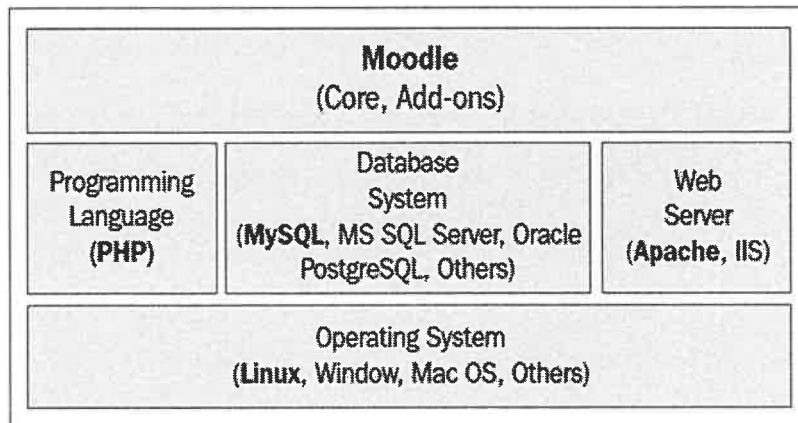 Moodle
(Core, Add-ons)
Programming
Language
(PHP)
Database
System
(MySQL, MS SQL Server, Oracle
PostgreSQL, Others)
Web
Server
(Apache, IIS)
Operating System
(Linux, Window, Mac OS, Others)